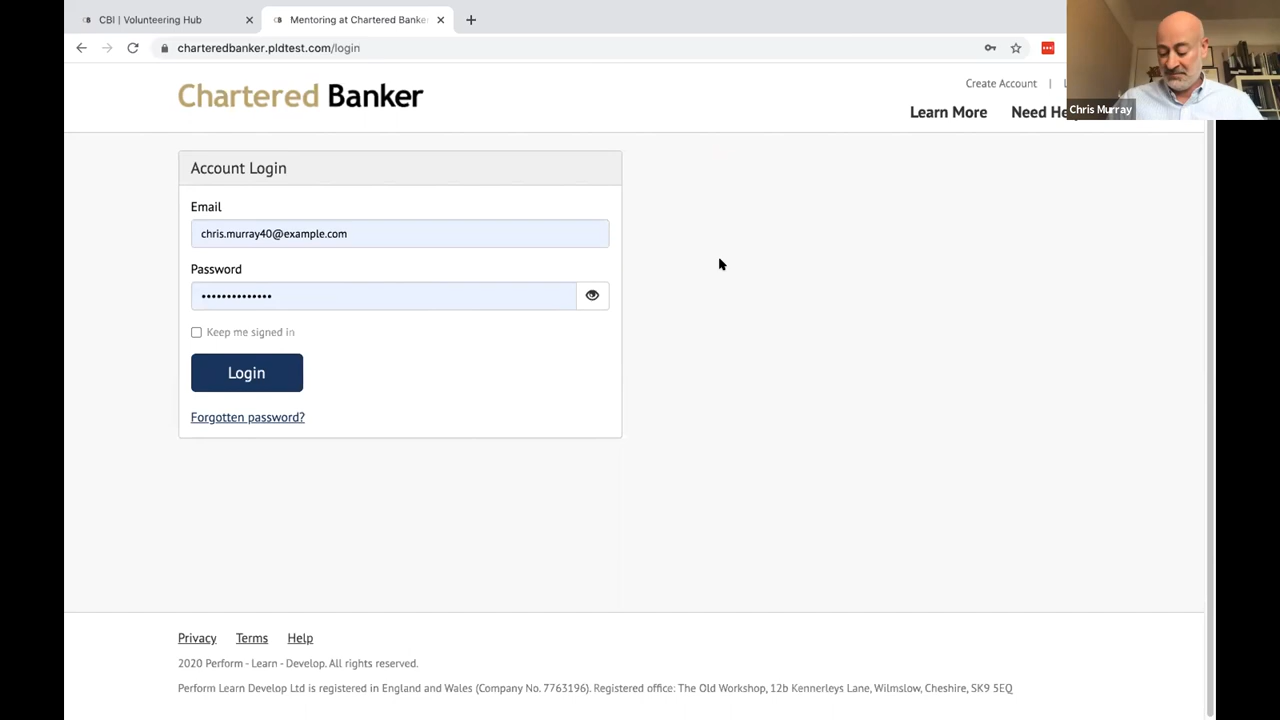 CBI | Volunteering Hub
Mentoring at Chartered Banker
charteredbanker.pldtest.com/login
Chris Murray
Chartered Banker
Create Account |
Learn More
Need
Account Login
Email
chris.murray40@example.com
Password
••••••••••••••
Keep me signed in
Login
Forgotten password?
Privacy Terms Help
2020 Perform - Learn - Develop. All rights reserved.
Perform Learn Develop Ltd is registered in England and Wales (Company No. 7763196). Registered office: The Old Workshop, 12b Kennerleys Lane, Wilmslow, Cheshire, SK9 5EQ